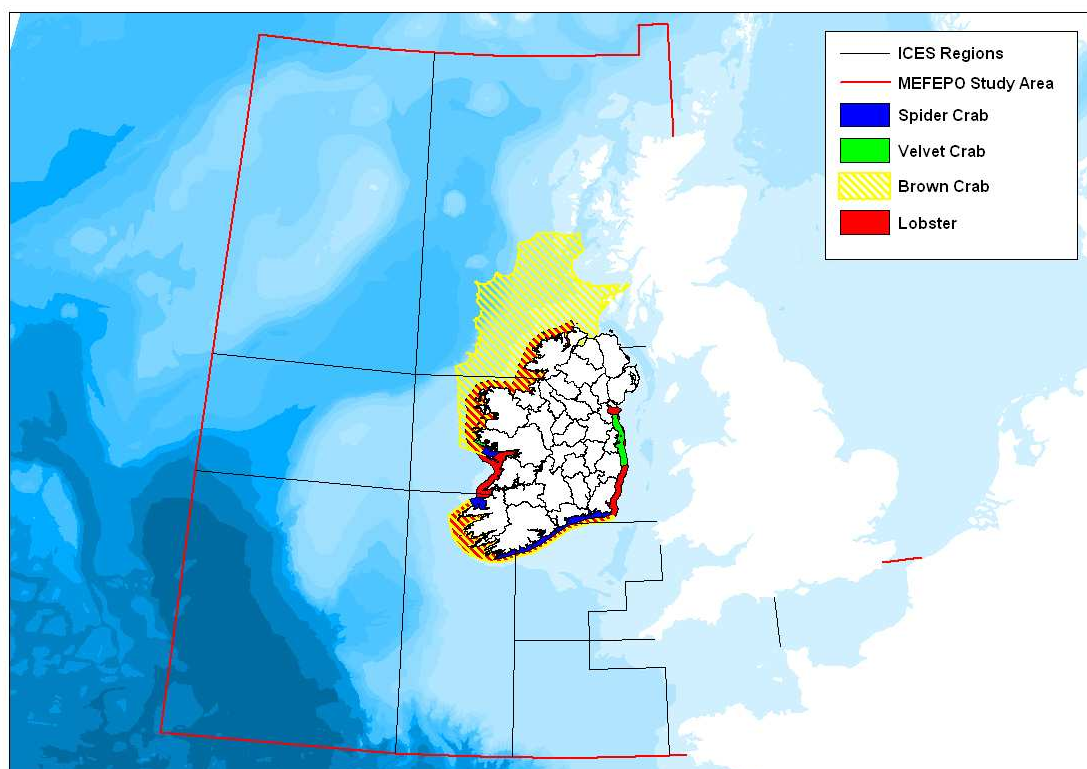 ICES Regions
MEFEPO Study Area
Spider Crab
Velvet Crab
Brown Crab
Lobster